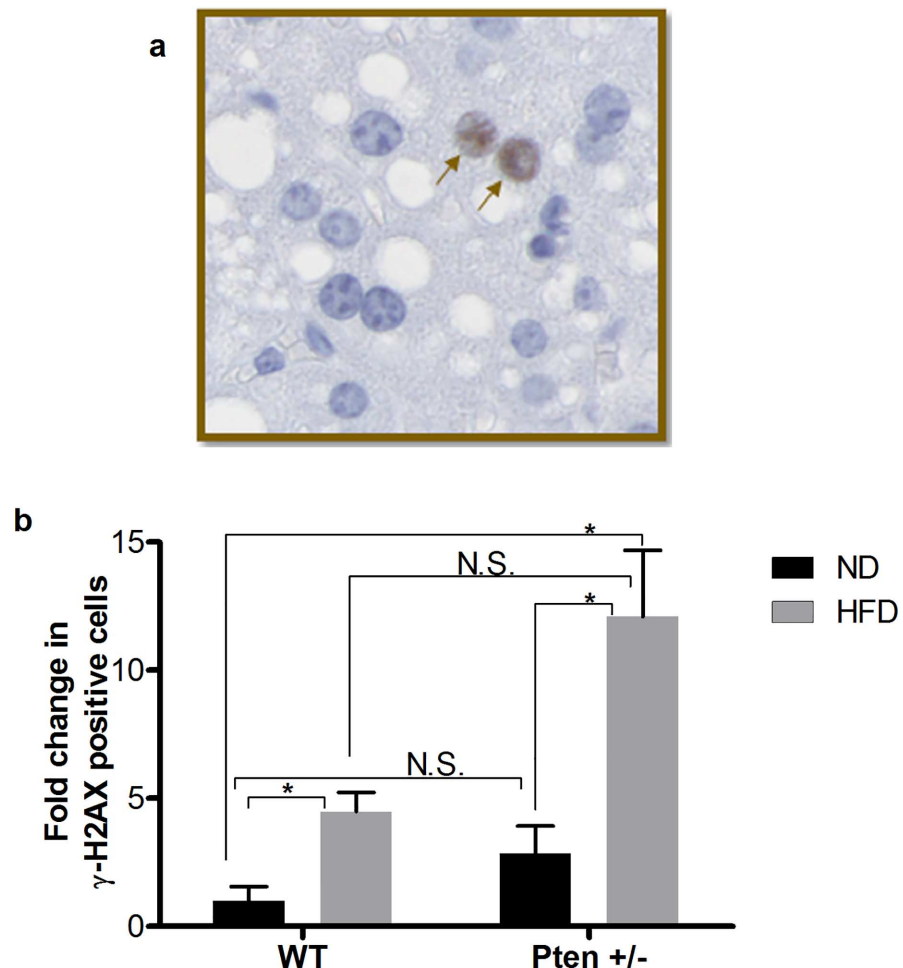 a
b
Fold change in
γ-H2AX positive cells
15
10
5
0
*
N.S.
*
N.S.
*
WT
Pten +/-
ND
HFD